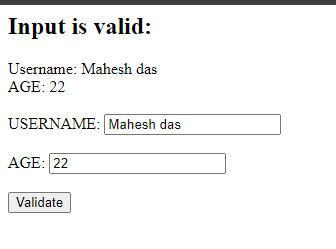 Input is valid:
Username: Mahesh das
AGE: 22
USERNAME: Mahesh das
AGE: 22
Validate